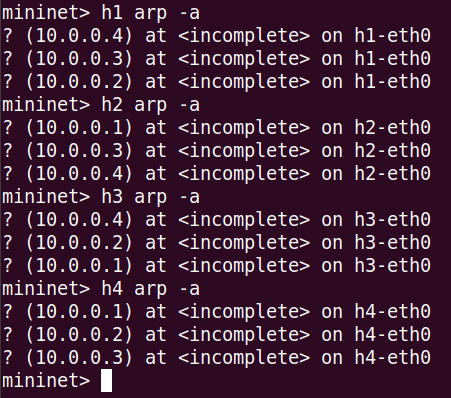 mininet> h1 arp -a
? (10.0.0.4) at <incomplete> on h1-eth0
? (10.0.0.3) at <incomplete> on h1-eth0
? (10.0.0.2) at <incomplete> on h1-eth0
mininet> h2 arp -a
? (10.0.0.1) at <incomplete> on h2-eth0
? (10.0.0.3) at <incomplete> on h2-eth0
? (10.0.0.4) at <incomplete> on h2-eth0
mininet> h3 arp -a
? (10.0.0.4) at <incomplete> on h3-eth0
? (10.0.0.2) at <incomplete> on h3-eth0
? (10.0.0.1) at <incomplete> on h3-eth0
mininet> h4 arp -a
? (10.0.0.1) at <incomplete> on h4-eth0
? (10.0.0.2) at <incomplete> on h4-eth0
? (10.0.0.3) at <incomplete> on h4-eth0
mininet>